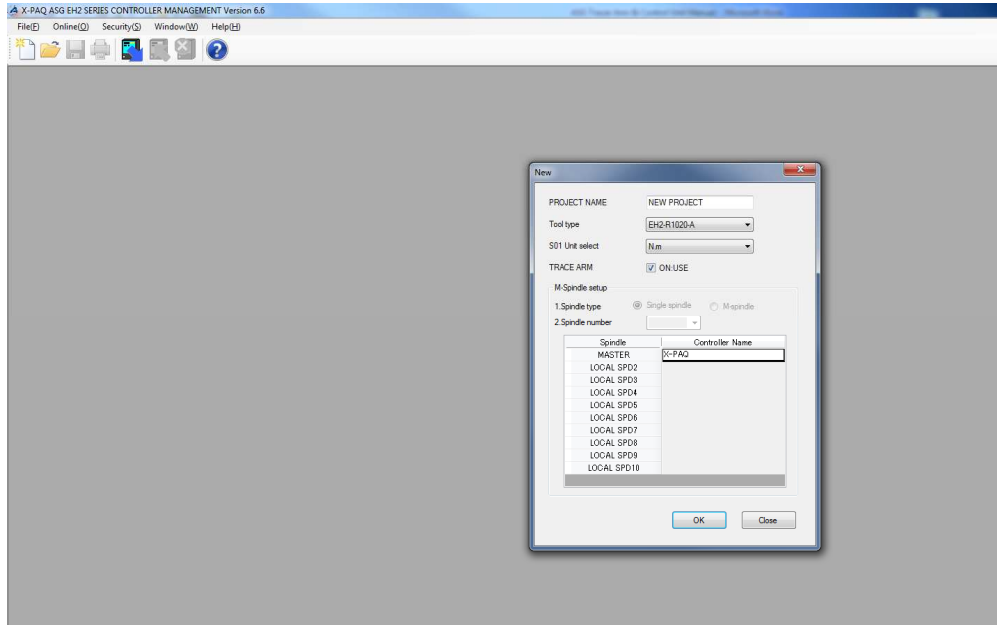 X-PAQ ASG EH2 SERIES CONTROLLER MANAGEMENT Version 6.6
File(F) Online(O) Security(S) Window(W) Help(H)
New
PROJECT NAME NEW PROJECT
Tool type EH2-R1020-A
S01 Unit select N.m
TRACE ARM ON:USE
M-Spindle setup
1.Spindle type Single spindle M-spindle
2.Spindle number
Spindle Controller Name
MASTER X-PAQ
LOCAL SPD2
LOCAL SPD3
LOCAL SPD4
LOCAL SPD5
LOCAL SPD6
LOCAL SPD7
LOCAL SPD8
LOCAL SPD9
LOCAL SPD10
OK Close